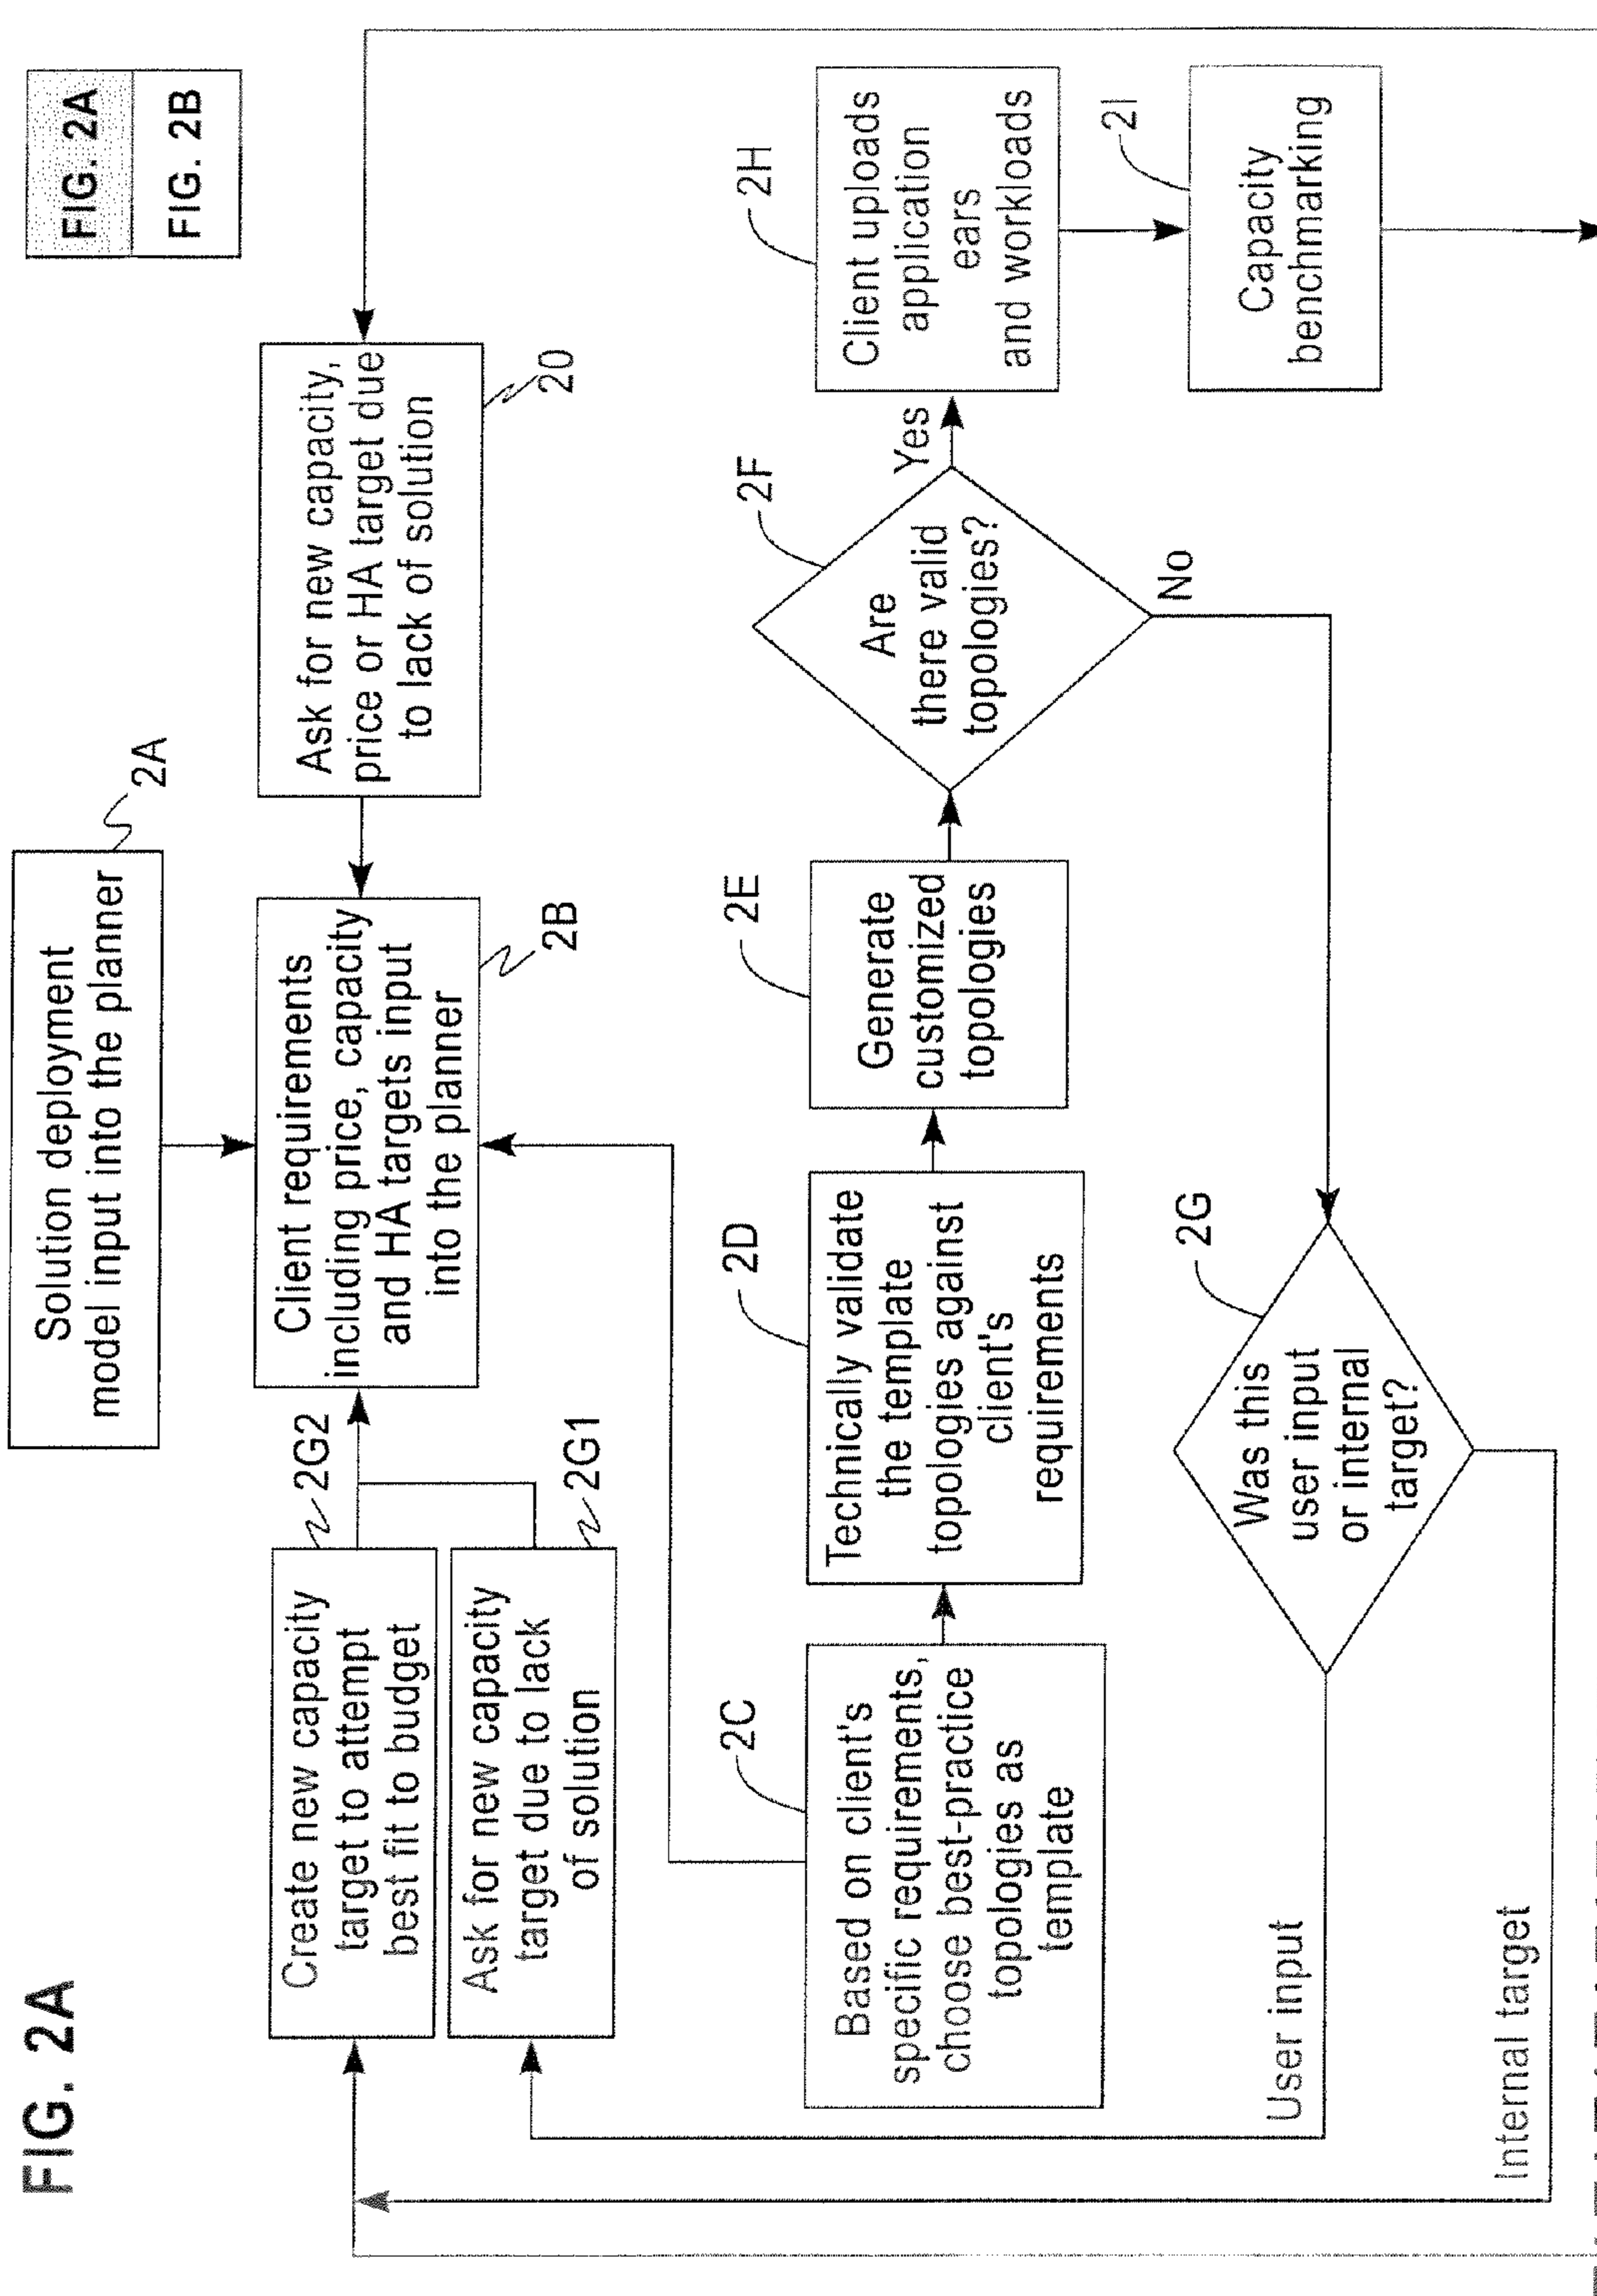 FIG. 2A
FIG. 2A
FIG. 2B
Solution deployment
model input into the planner
2A
Create new capacity
target to attempt
best fit to budget
2G2
Client requirements
including price, capacity
and HA targets input
into the planner
2B
Ask for new capacity,
price or HA target due
to lack of solution
20
Ask for new capacity
target due to lack
of solution
2G1
2C
Based on client's
specific requirements,
choose best-practice
topologies as
template
2D
Technically validate
the template
topologies against
client's
requirements
2E
Generate
customized
topologies
2F
Are
there valid
topologies?
Yes
No
2H
Client uploads
application
ears
and workloads
2I
Capacity
benchmarking
2G
Was this
user input
or internal
target?
User input
Internal target